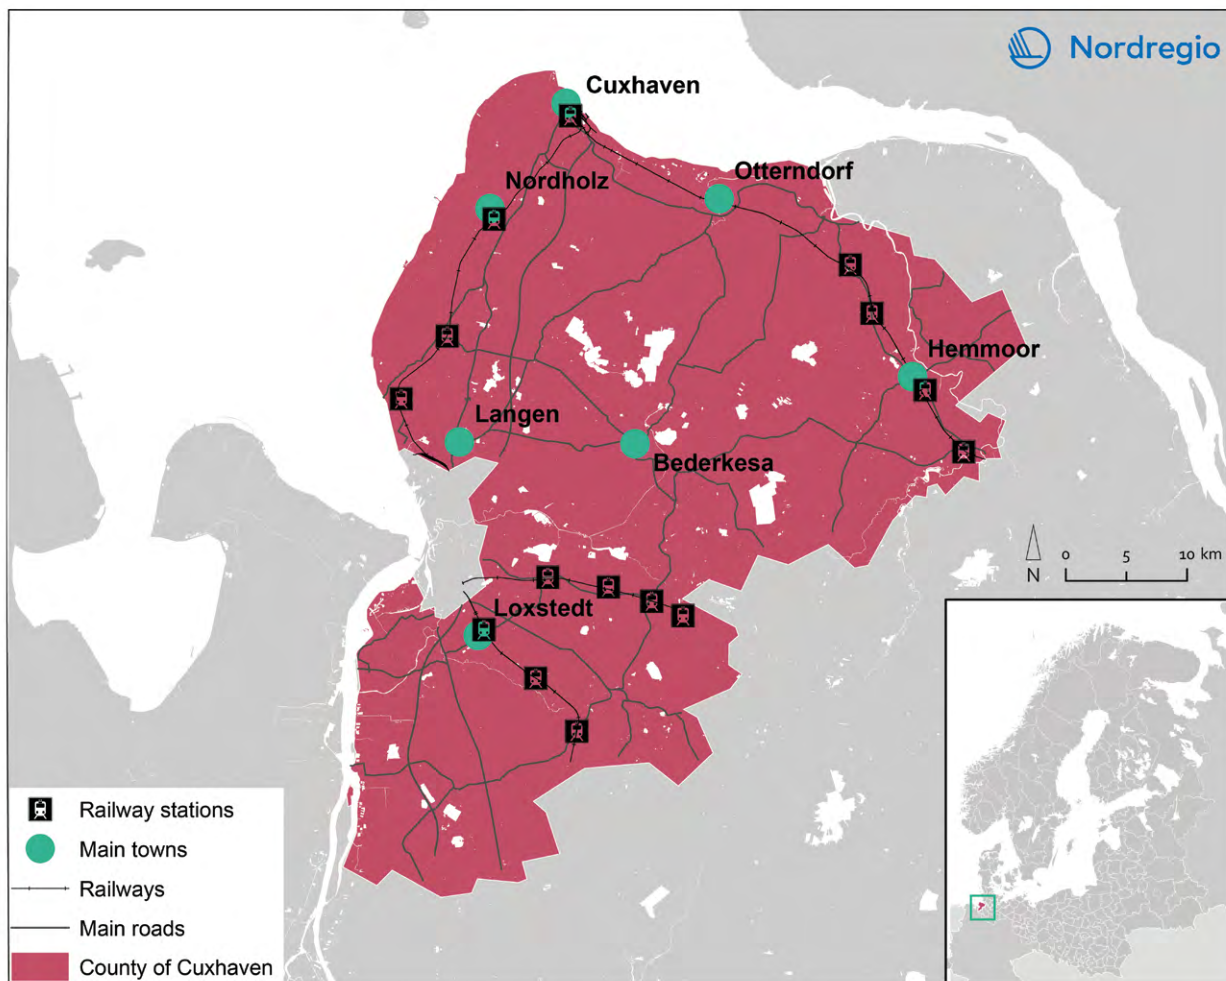 Nordregio
Cuxhaven
Nordholz
Otterndorf
Hemmoor
Langen
Bederkesa
0 5 10 km
N
Loxstedt
Railway stations
Main towns
Railways
Main roads
County of Cuxhaven